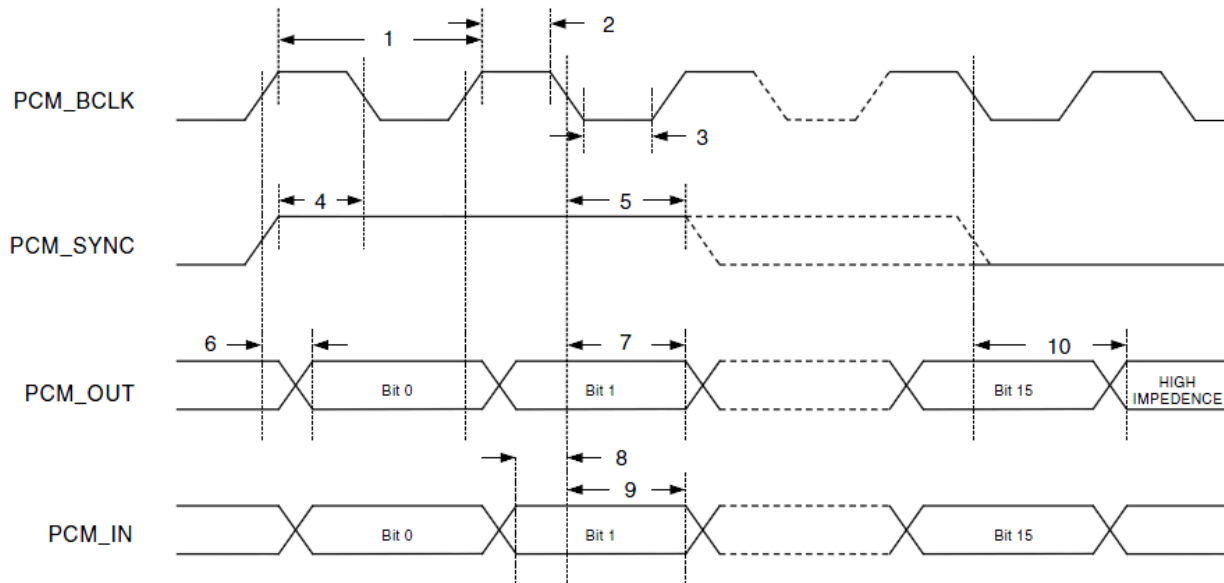 1
2
PCM_BCLK
3
4
5
PCM_SYNC
6
7
10
PCM_OUT
Bit 0
Bit 1
Bit 15
HIGH
IMPEDENCE
8
9
PCM_IN
Bit 0
Bit 1
Bit 15